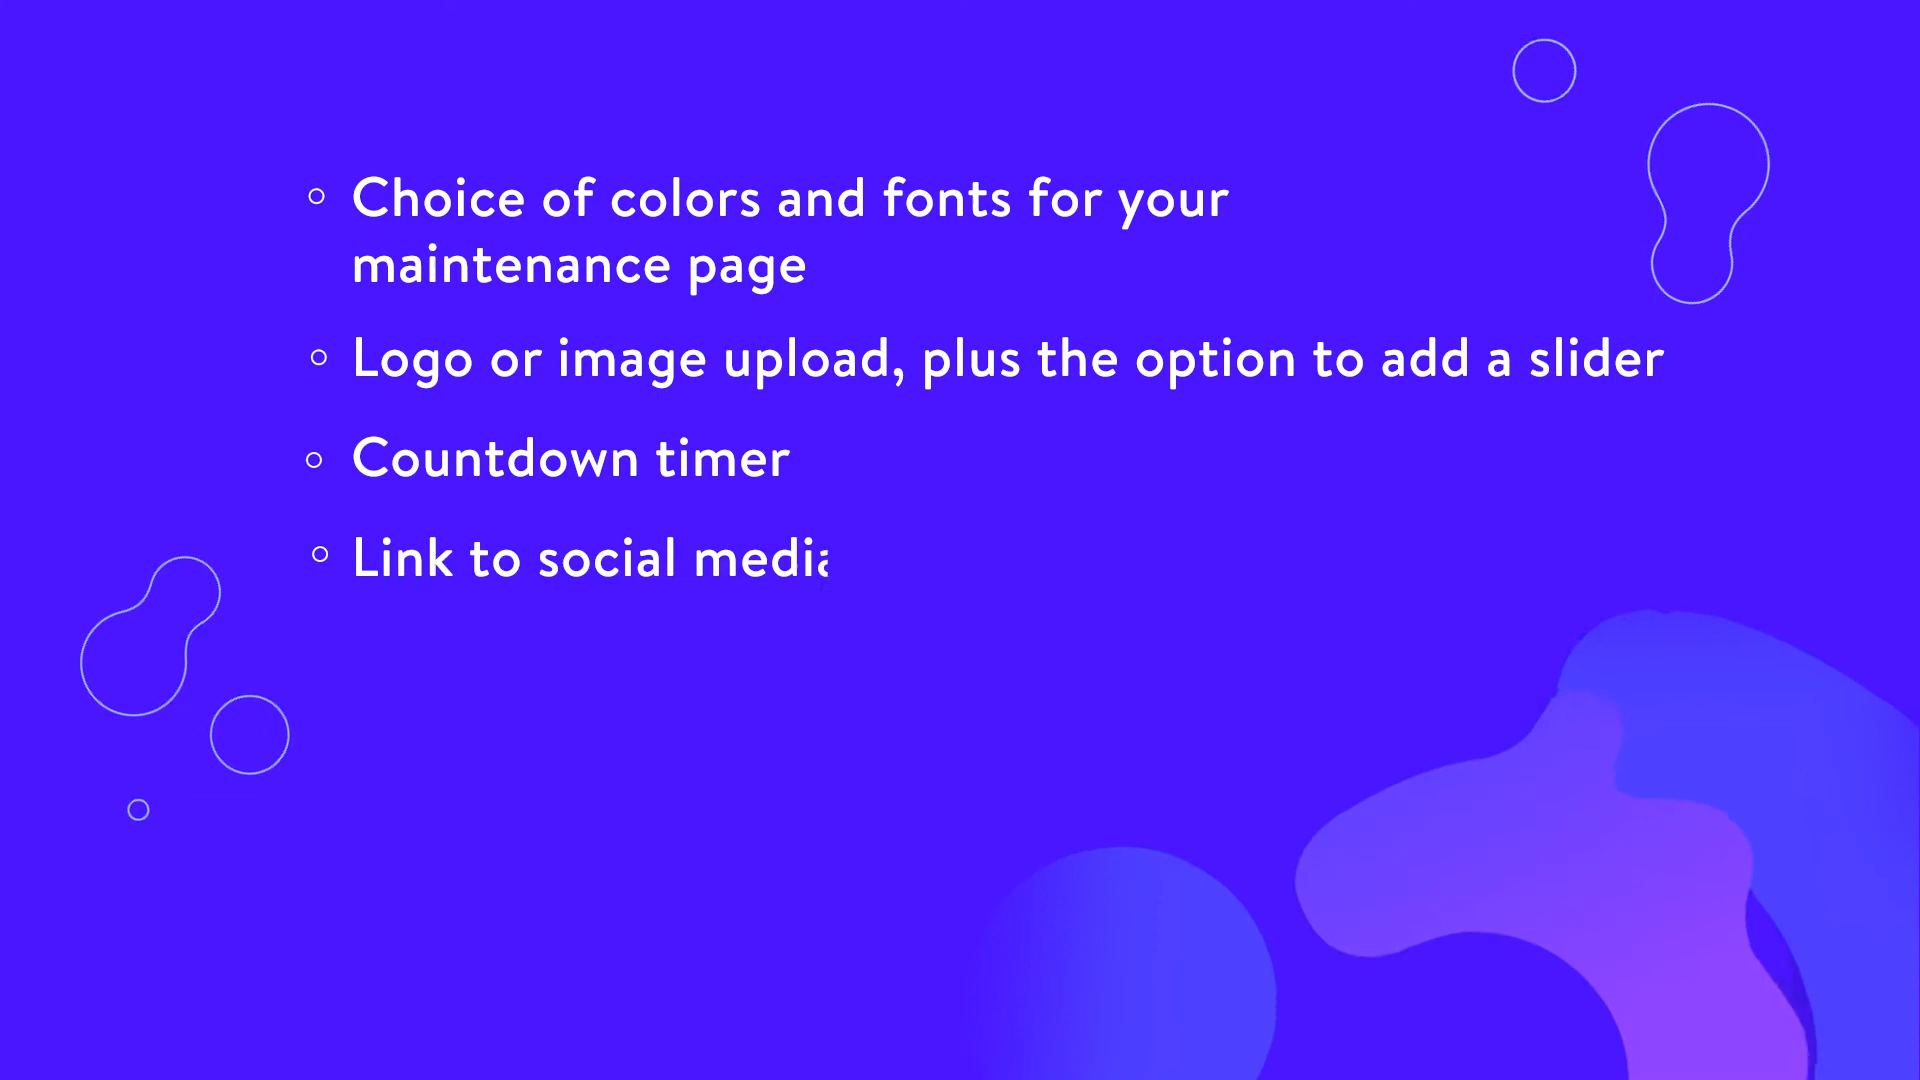 Choice of colors and fonts for your
maintenance page
Logo or image upload, plus the option to add a slider
Countdown timer
Link to social media